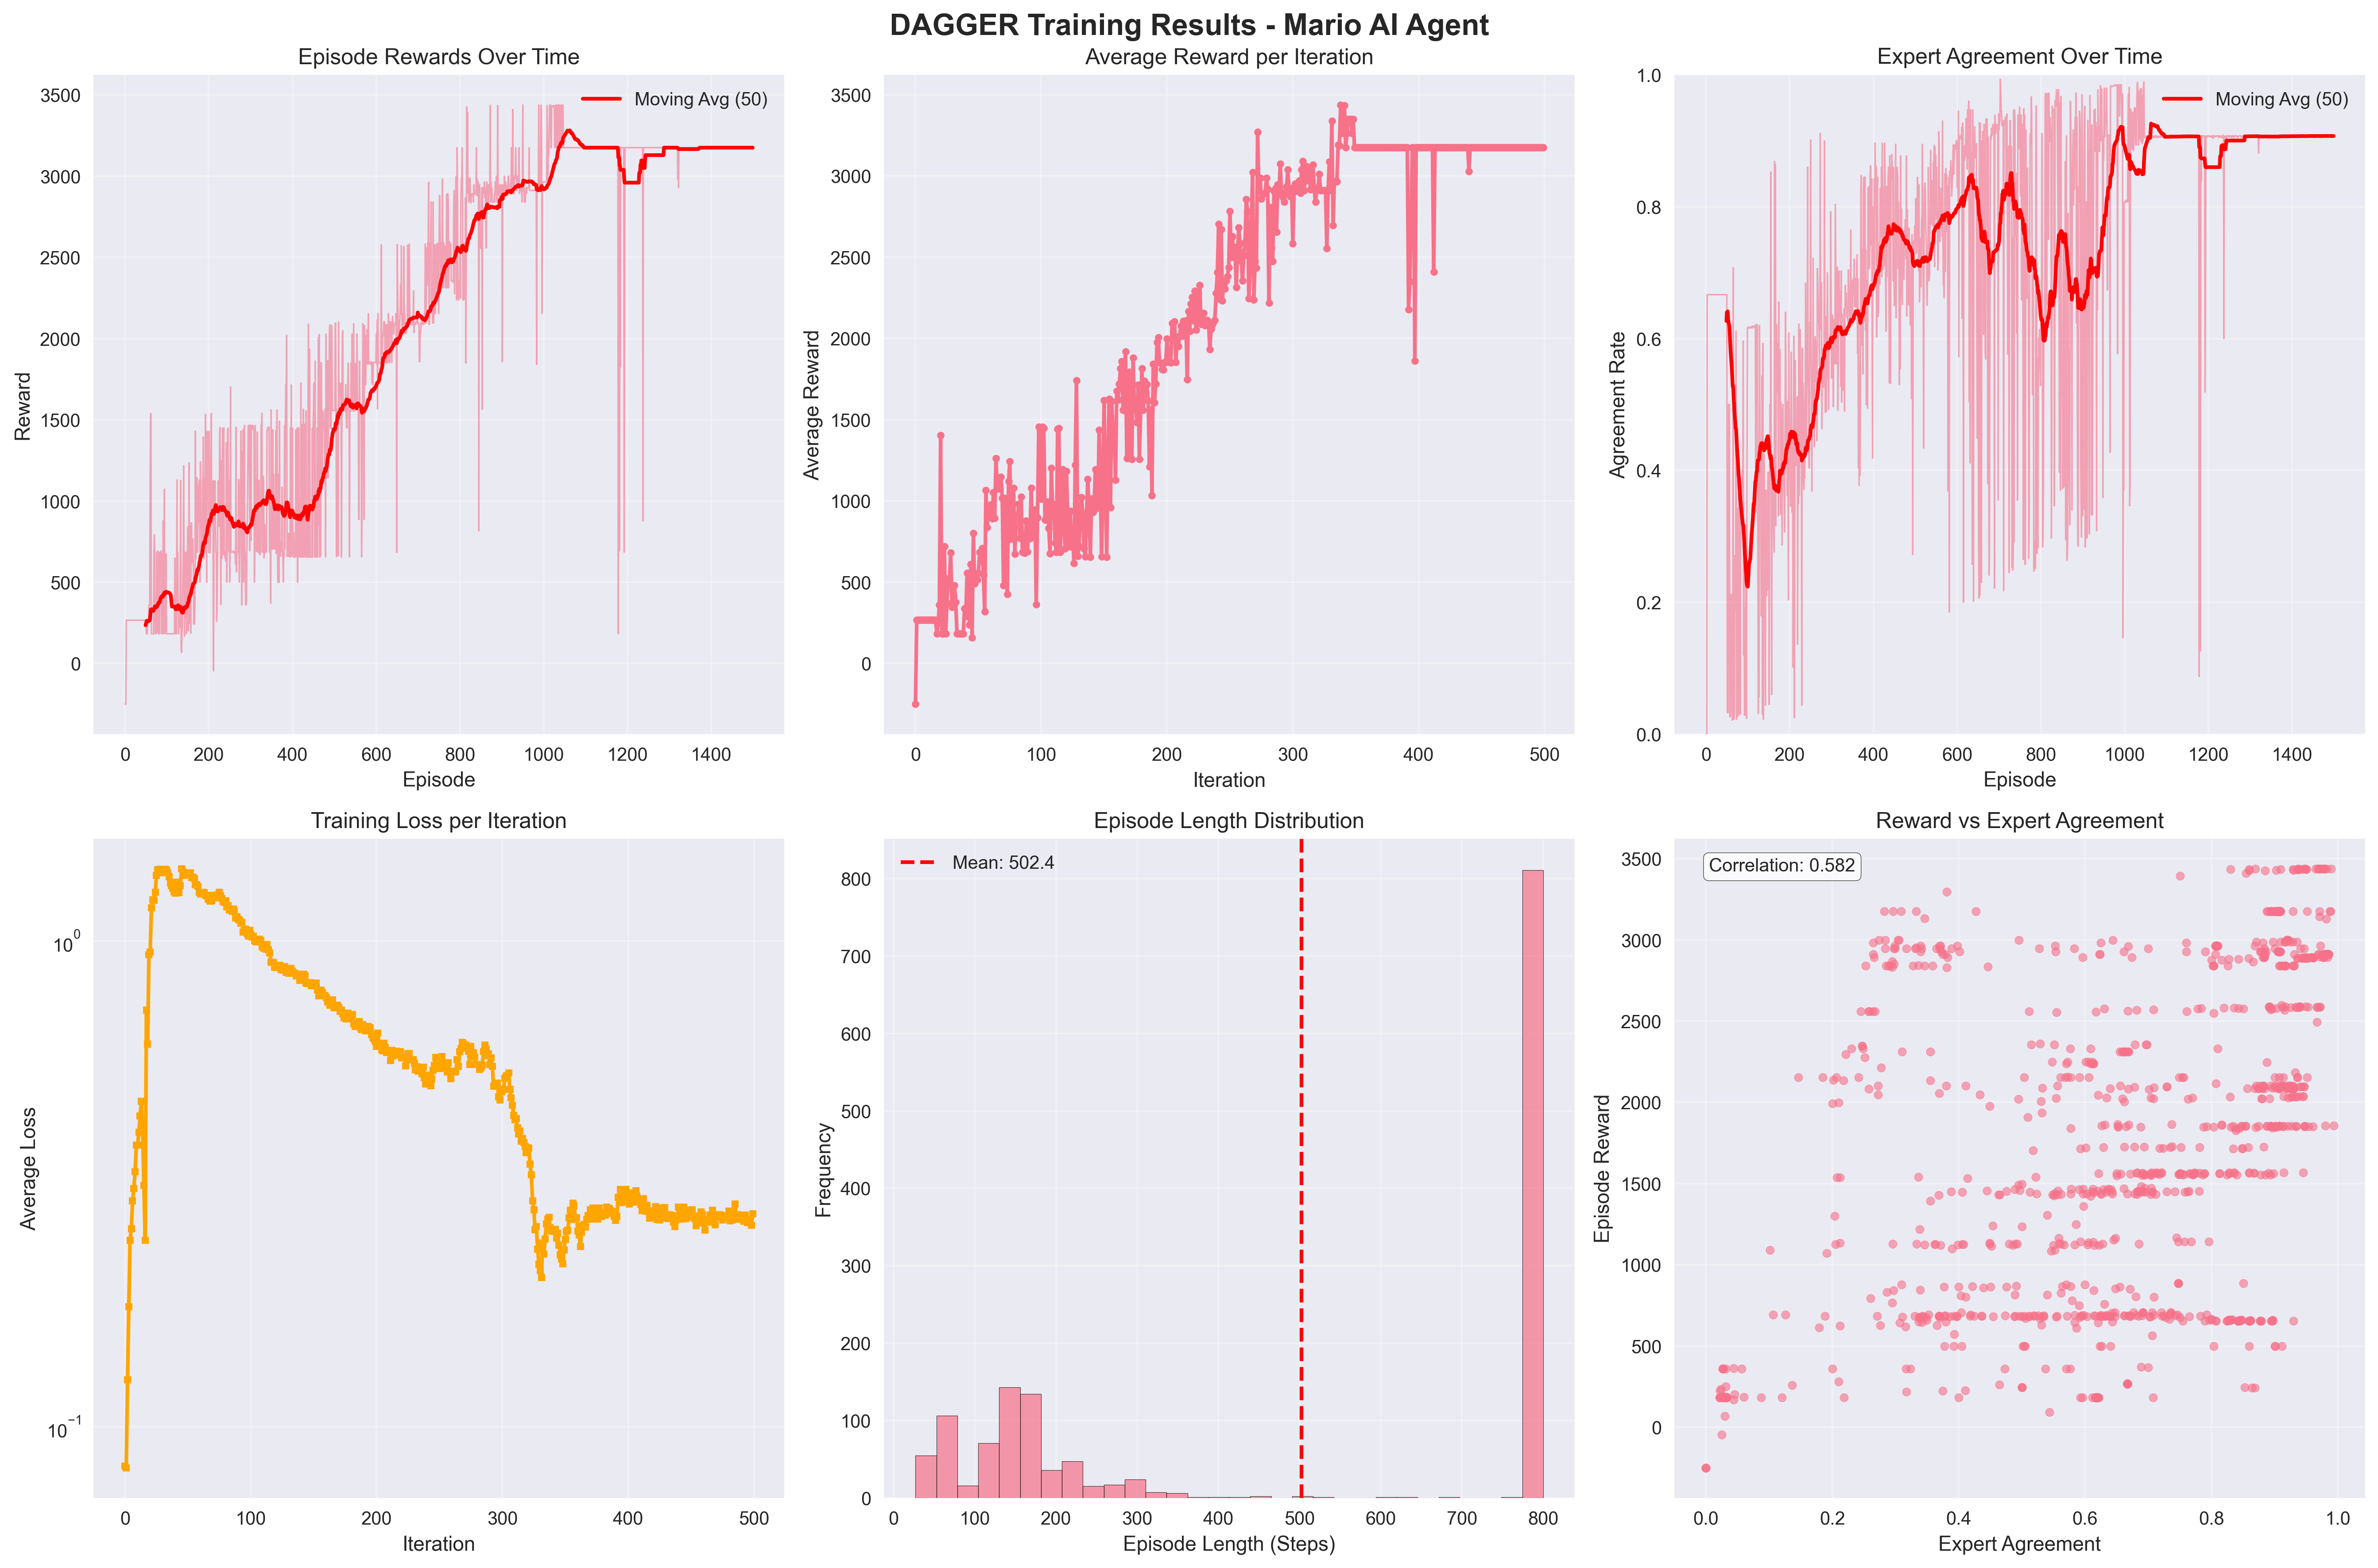 DAGGER Training Results - Mario AI Agent
Episode Rewards Over Time
Moving Avg (50)
3500
3000
2500
2000
1500
1000
500
0
Reward
0 200 400 600 800 1000 1200 1400
Episode
Average Reward per Iteration
3500
3000
2500
2000
1500
1000
500
0
Average Reward
0 100 200 300 400 500
Iteration
Expert Agreement Over Time
Moving Avg (50)
1.0
0.8
0.6
0.4
0.2
0.0
Agreement Rate
0 200 400 600 800 1000 1200 1400
Episode
Training Loss per Iteration
10^0
10^−1
Average Loss
0 100 200 300 400 500
Iteration
Episode Length Distribution
Mean: 502.4
800
700
600
500
400
300
200
100
0
Frequency
0 100 200 300 400 500 600 700 800
Episode Length (Steps)
Reward vs Expert Agreement
Correlation: 0.582
3500
3000
2500
2000
1500
1000
500
0
Episode Reward
0.0 0.2 0.4 0.6 0.8 1.0
Expert Agreement